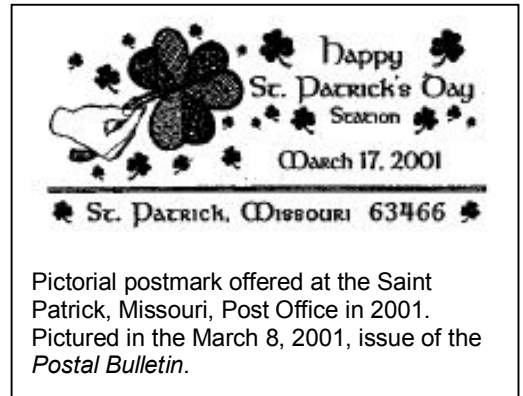 Happy
St. Patrick's Day
Station
March 17, 2001
St. Patrick, Missouri 63466
Pictorial postmark offered at the Saint
Patrick, Missouri, Post Office in 2001.
Pictured in the March 8, 2001, issue of the
Postal Bulletin.